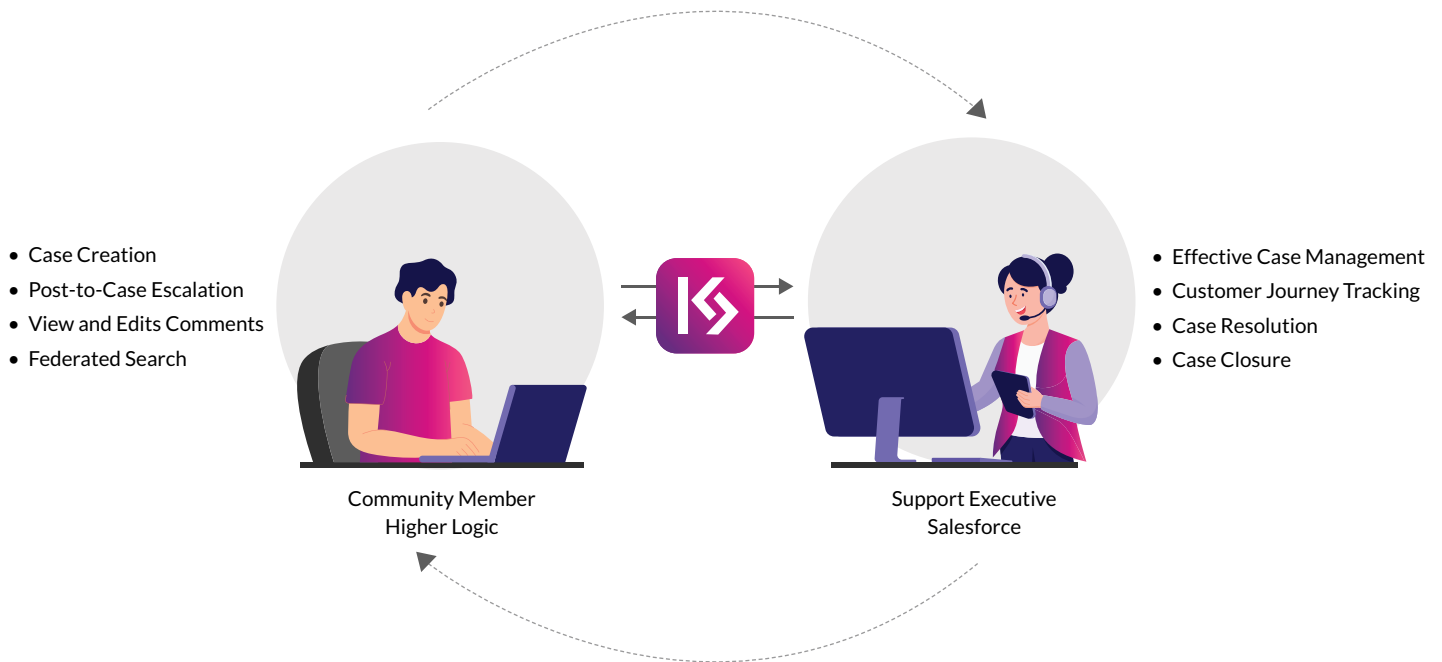 • Case Creation
• Post-to-Case Escalation
• View and Edits Comments
• Federated Search
Community Member
Higher Logic
• Effective Case Management
• Customer Journey Tracking
• Case Resolution
• Case Closure
Support Executive
Salesforce